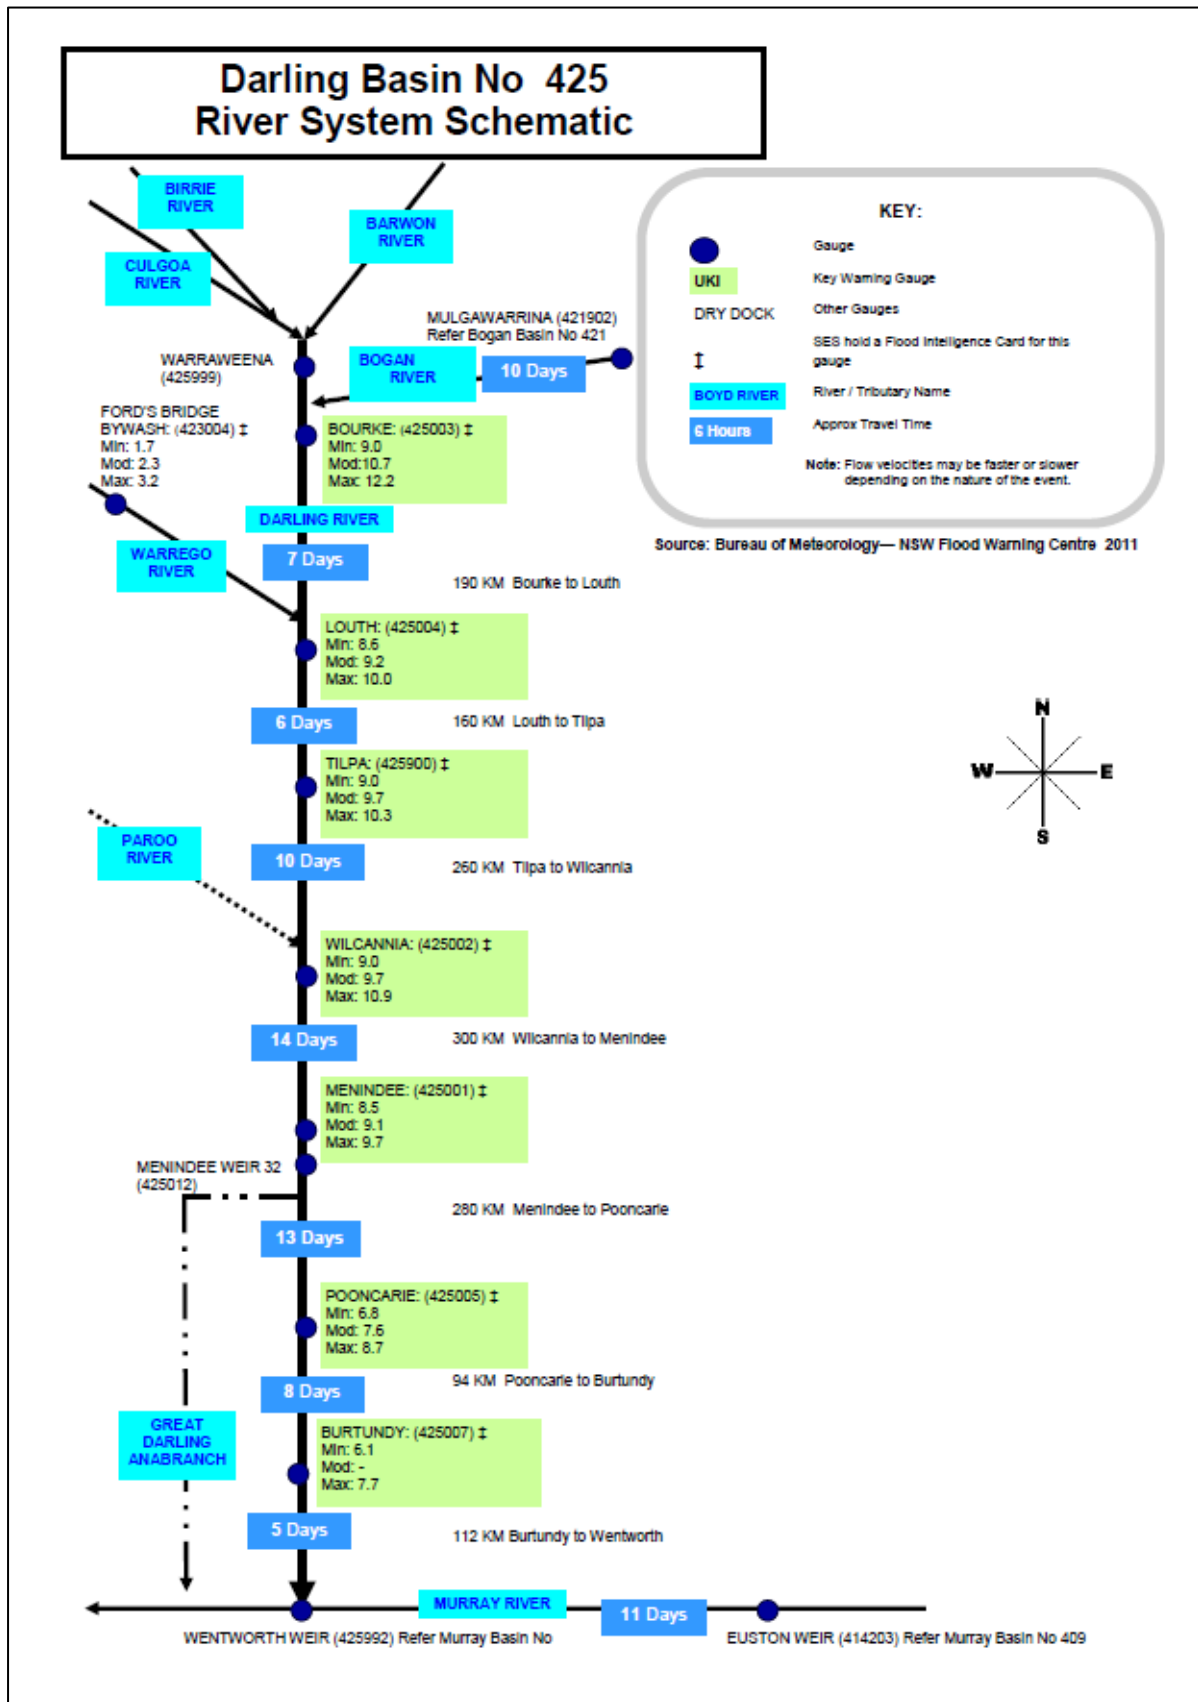 Darling Basin No 425
River System Schematic
BIRRIE
RIVER
BARWON
RIVER
CULGOA
RIVER
KEY:
Gauge
UKI
Key Warning Gauge
DRY DOCK
Other Gauges
‡
SES hold a Flood Intelligence Card for this
gauge
BOYD RIVER
River / Tributary Name
6 Hours
Approx Travel Time
Note: Flow velocities may be faster or slower
depending on the nature of the event.
Source: Bureau of Meteorology— NSW Flood Warning Centre 2011
MULGAWARRINA (421902)
Refer Bogan Basin No 421
WARRAWEENA
(425999)
BOGAN
RIVER
10 Days
FORD'S BRIDGE
BYWASH: (423004) ‡
Min: 1.7
Mod: 2.3
Max: 3.2
BOURKE: (425003) ‡
Min: 9.0
Mod:10.7
Max: 12.2
DARLING RIVER
WARREGO
RIVER
7 Days
190 KM Bourke to Louth
LOUTH: (425004) ‡
Min: 8.6
Mod: 9.2
Max: 10.0
6 Days
160 KM Louth to Tilpa
TILPA: (425900) ‡
Min: 9.0
Mod: 9.7
Max: 10.3
PAROO
RIVER
10 Days
260 KM Tilpa to Wilcannia
WILCANNIA: (425002) ‡
Min: 9.0
Mod: 9.7
Max: 10.9
14 Days
300 KM Wilcannia to Menindee
MENINDEE: (425001) ‡
Min: 8.5
Mod: 9.1
Max: 9.7
MENINDEE WEIR 32
(425012)
280 KM Menindee to Pooncarie
13 Days
POONCARIE: (425005) ‡
Min: 6.8
Mod: 7.6
Max: 8.7
8 Days
94 KM Pooncarie to Burtundy
GREAT
DARLING
ANABRANCH
BURTUNDY: (425007) ‡
Min: 6.1
Mod: -
Max: 7.7
5 Days
112 KM Burtundy to Wentworth
MURRAY RIVER
11 Days
WENTWORTH WEIR (425992) Refer Murray Basin No
EUSTON WEIR (414203) Refer Murray Basin No 409
N
W
E
S